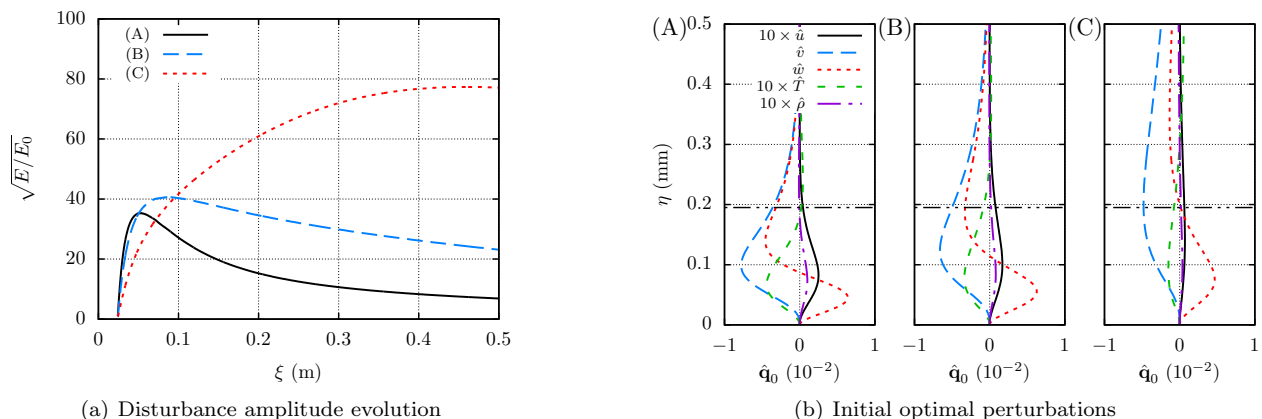 100
80
60
40
20
0
√E/E₀
(A)
(B)
(C)
0 0.1 0.2 0.3 0.4 0.5
ξ (m)
(a) Disturbance amplitude evolution
(A) (B) (C)
0.5
0.4
0.3
0.2
0.1
0
η (mm)
10 × û
v̂
ŵ
10 × T̂
10 × ρ̂
−1 0 1 −1 0 1 −1 0 1
q̂₀ (10⁻²) q̂₀ (10⁻²) q̂₀ (10⁻²)
(b) Initial optimal perturbations